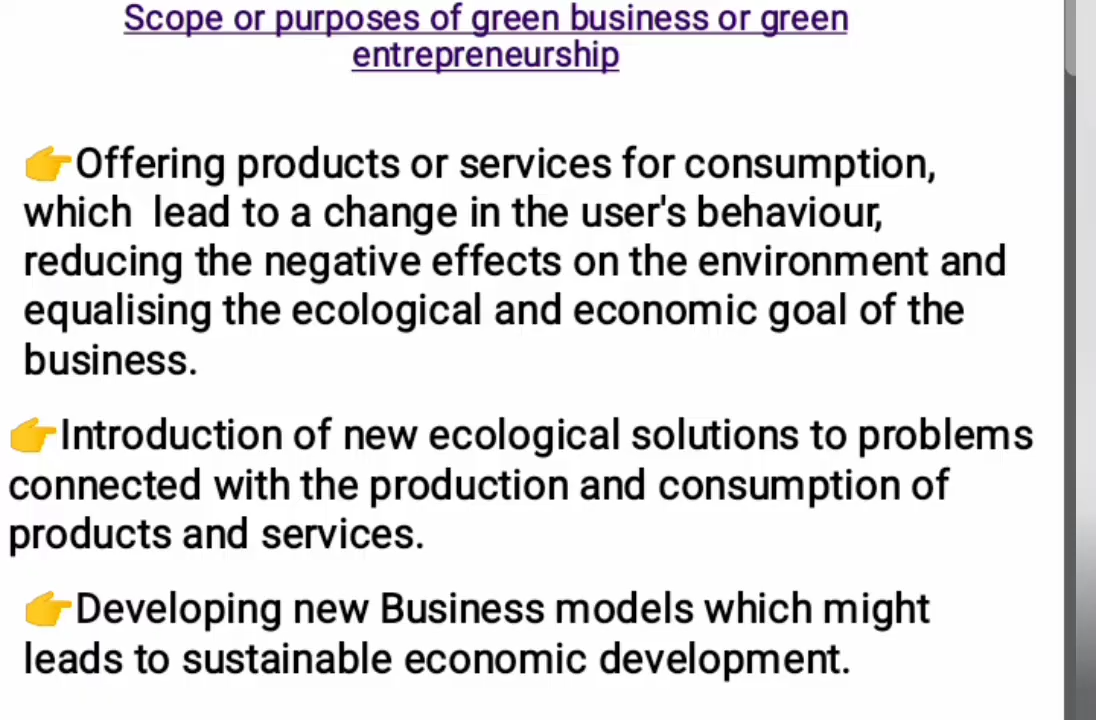 Scope or purposes of green business or green
entrepreneurship
👉Offering products or services for consumption,
which lead to a change in the user's behaviour,
reducing the negative effects on the environment and
equalising the ecological and economic goal of the
business.
👉Introduction of new ecological solutions to problems
connected with the production and consumption of
products and services.
👉Developing new Business models which might
leads to sustainable economic development.